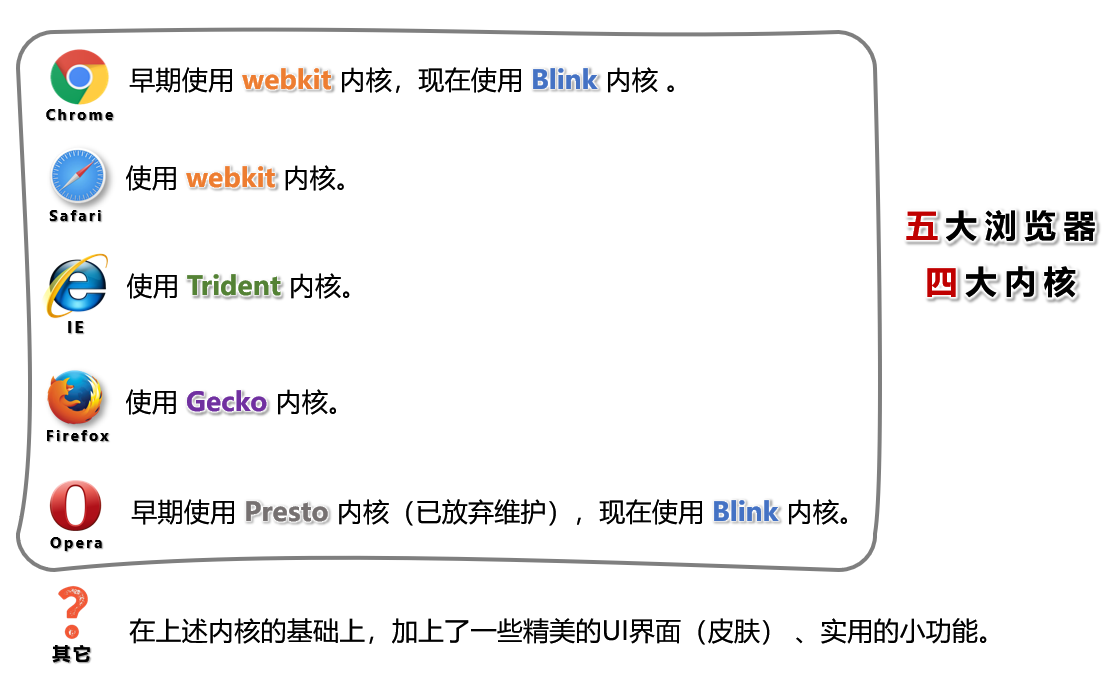 早期使用 webkit 内核，现在使用 Blink 内核 。
Chrome
使用 webkit 内核。
Safari
五大浏览器
四大内核
使用 Trident 内核。
IE
使用 Gecko 内核。
Firefox
早期使用 Presto 内核（已放弃维护），现在使用 Blink 内核。
Opera
在上述内核的基础上，加上了一些精美的UI界面（皮肤） 、实用的小功能。
其它